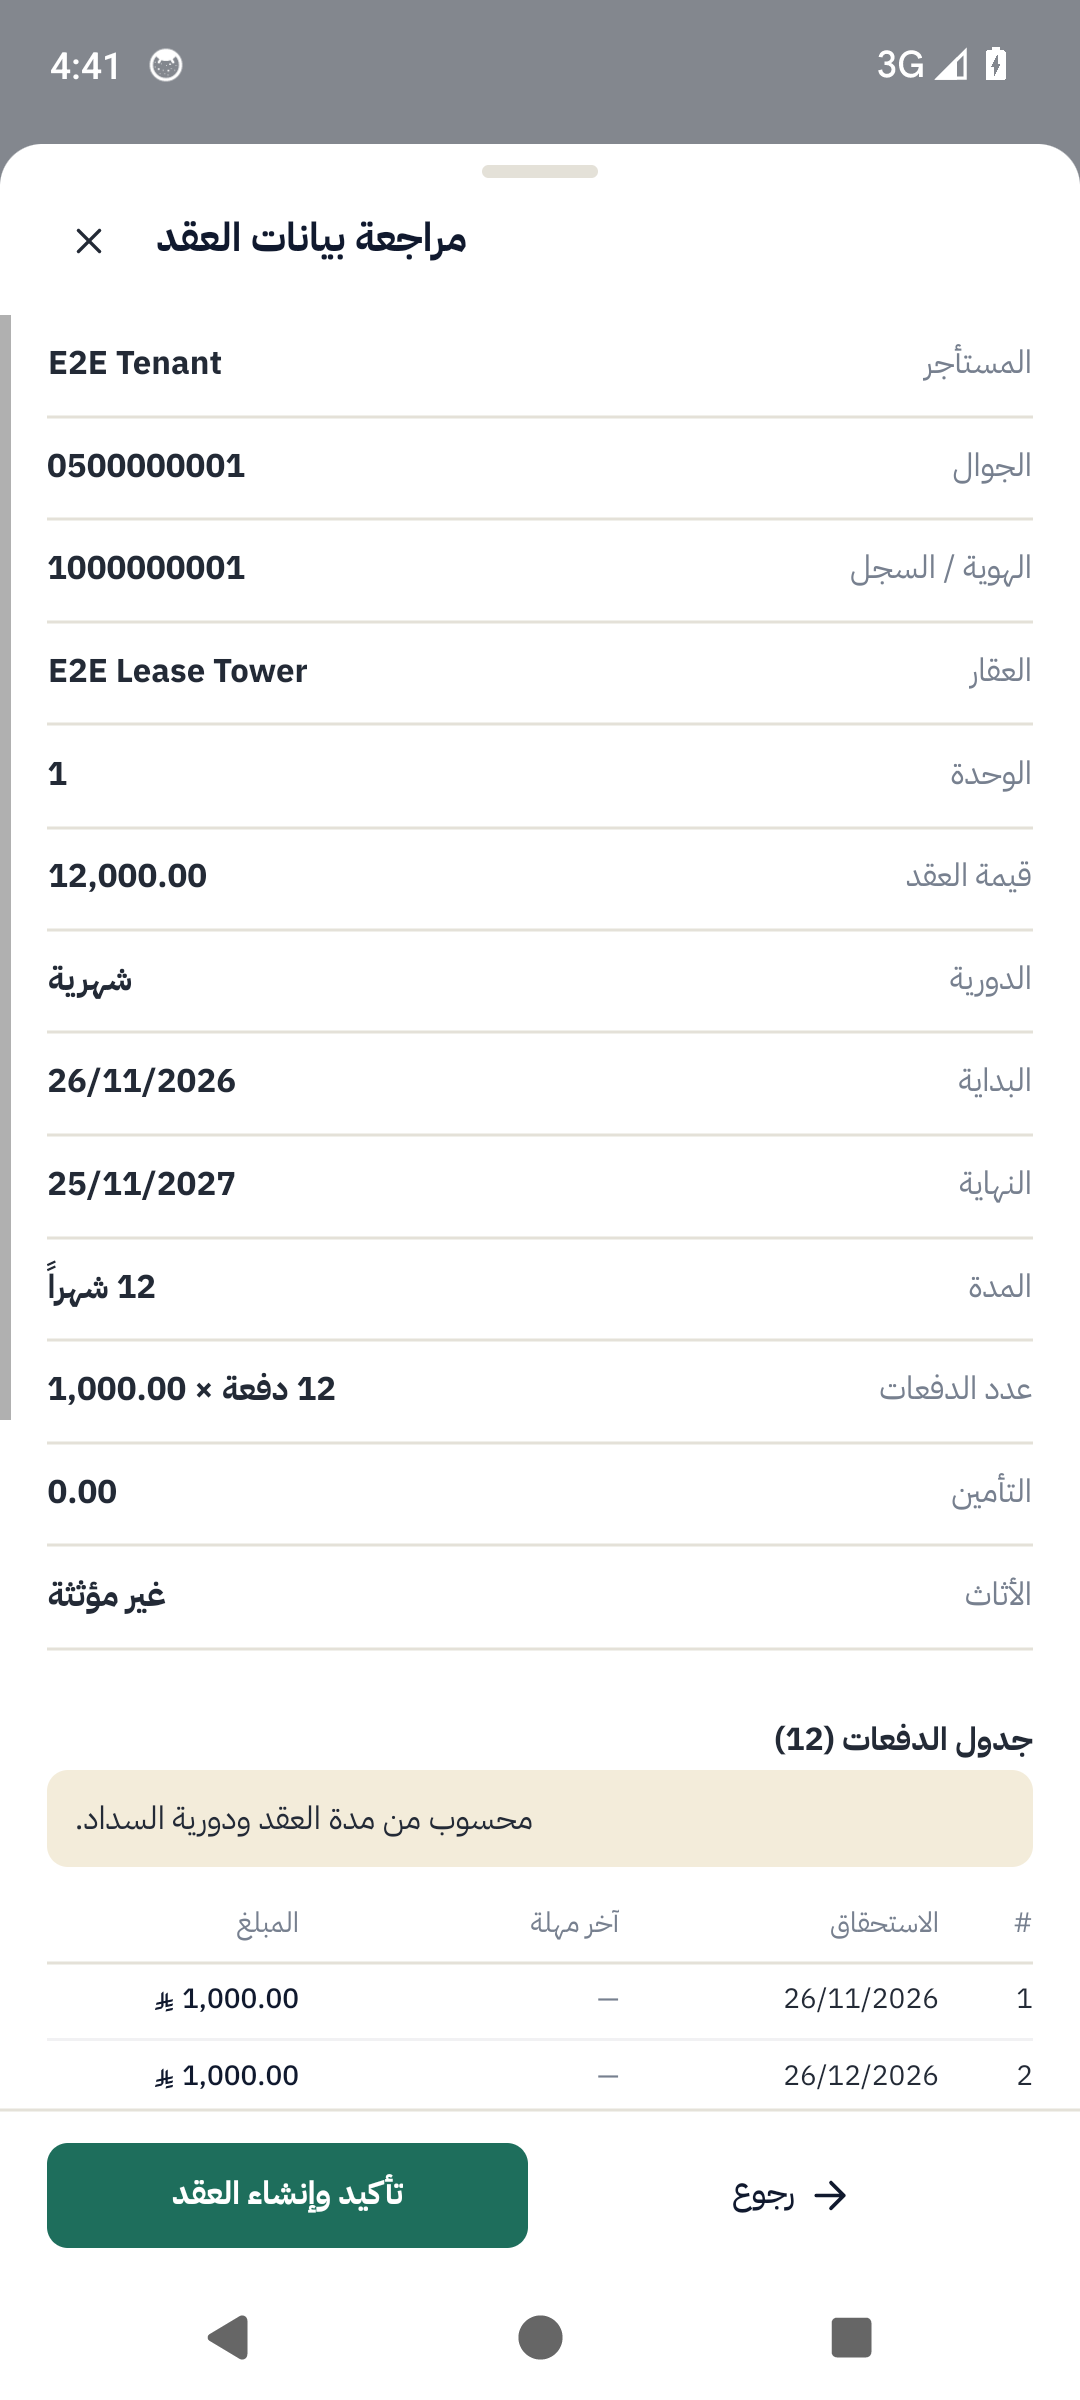 4:41 3G
مراجعة بيانات العقد
المستأجر E2E Tenant
الجوال 0500000001
الهوية / السجل 1000000001
العقار E2E Lease Tower
الوحدة 1
قيمة العقد 12,000.00
الدورية شهرية
البداية 26/11/2026
النهاية 25/11/2027
المدة 12 شهراً
عدد الدفعات 12 دفعة × 1,000.00
التأمين 0.00
الأثاث غير مؤثثة
جدول الدفعات (12)
محسوب من مدة العقد ودورية السداد.
# الاستحقاق آخر مهلة المبلغ
1 26/11/2026 — 1,000.00 ⃁
2 26/12/2026 — 1,000.00 ⃁
رجوع
تأكيد وإنشاء العقد